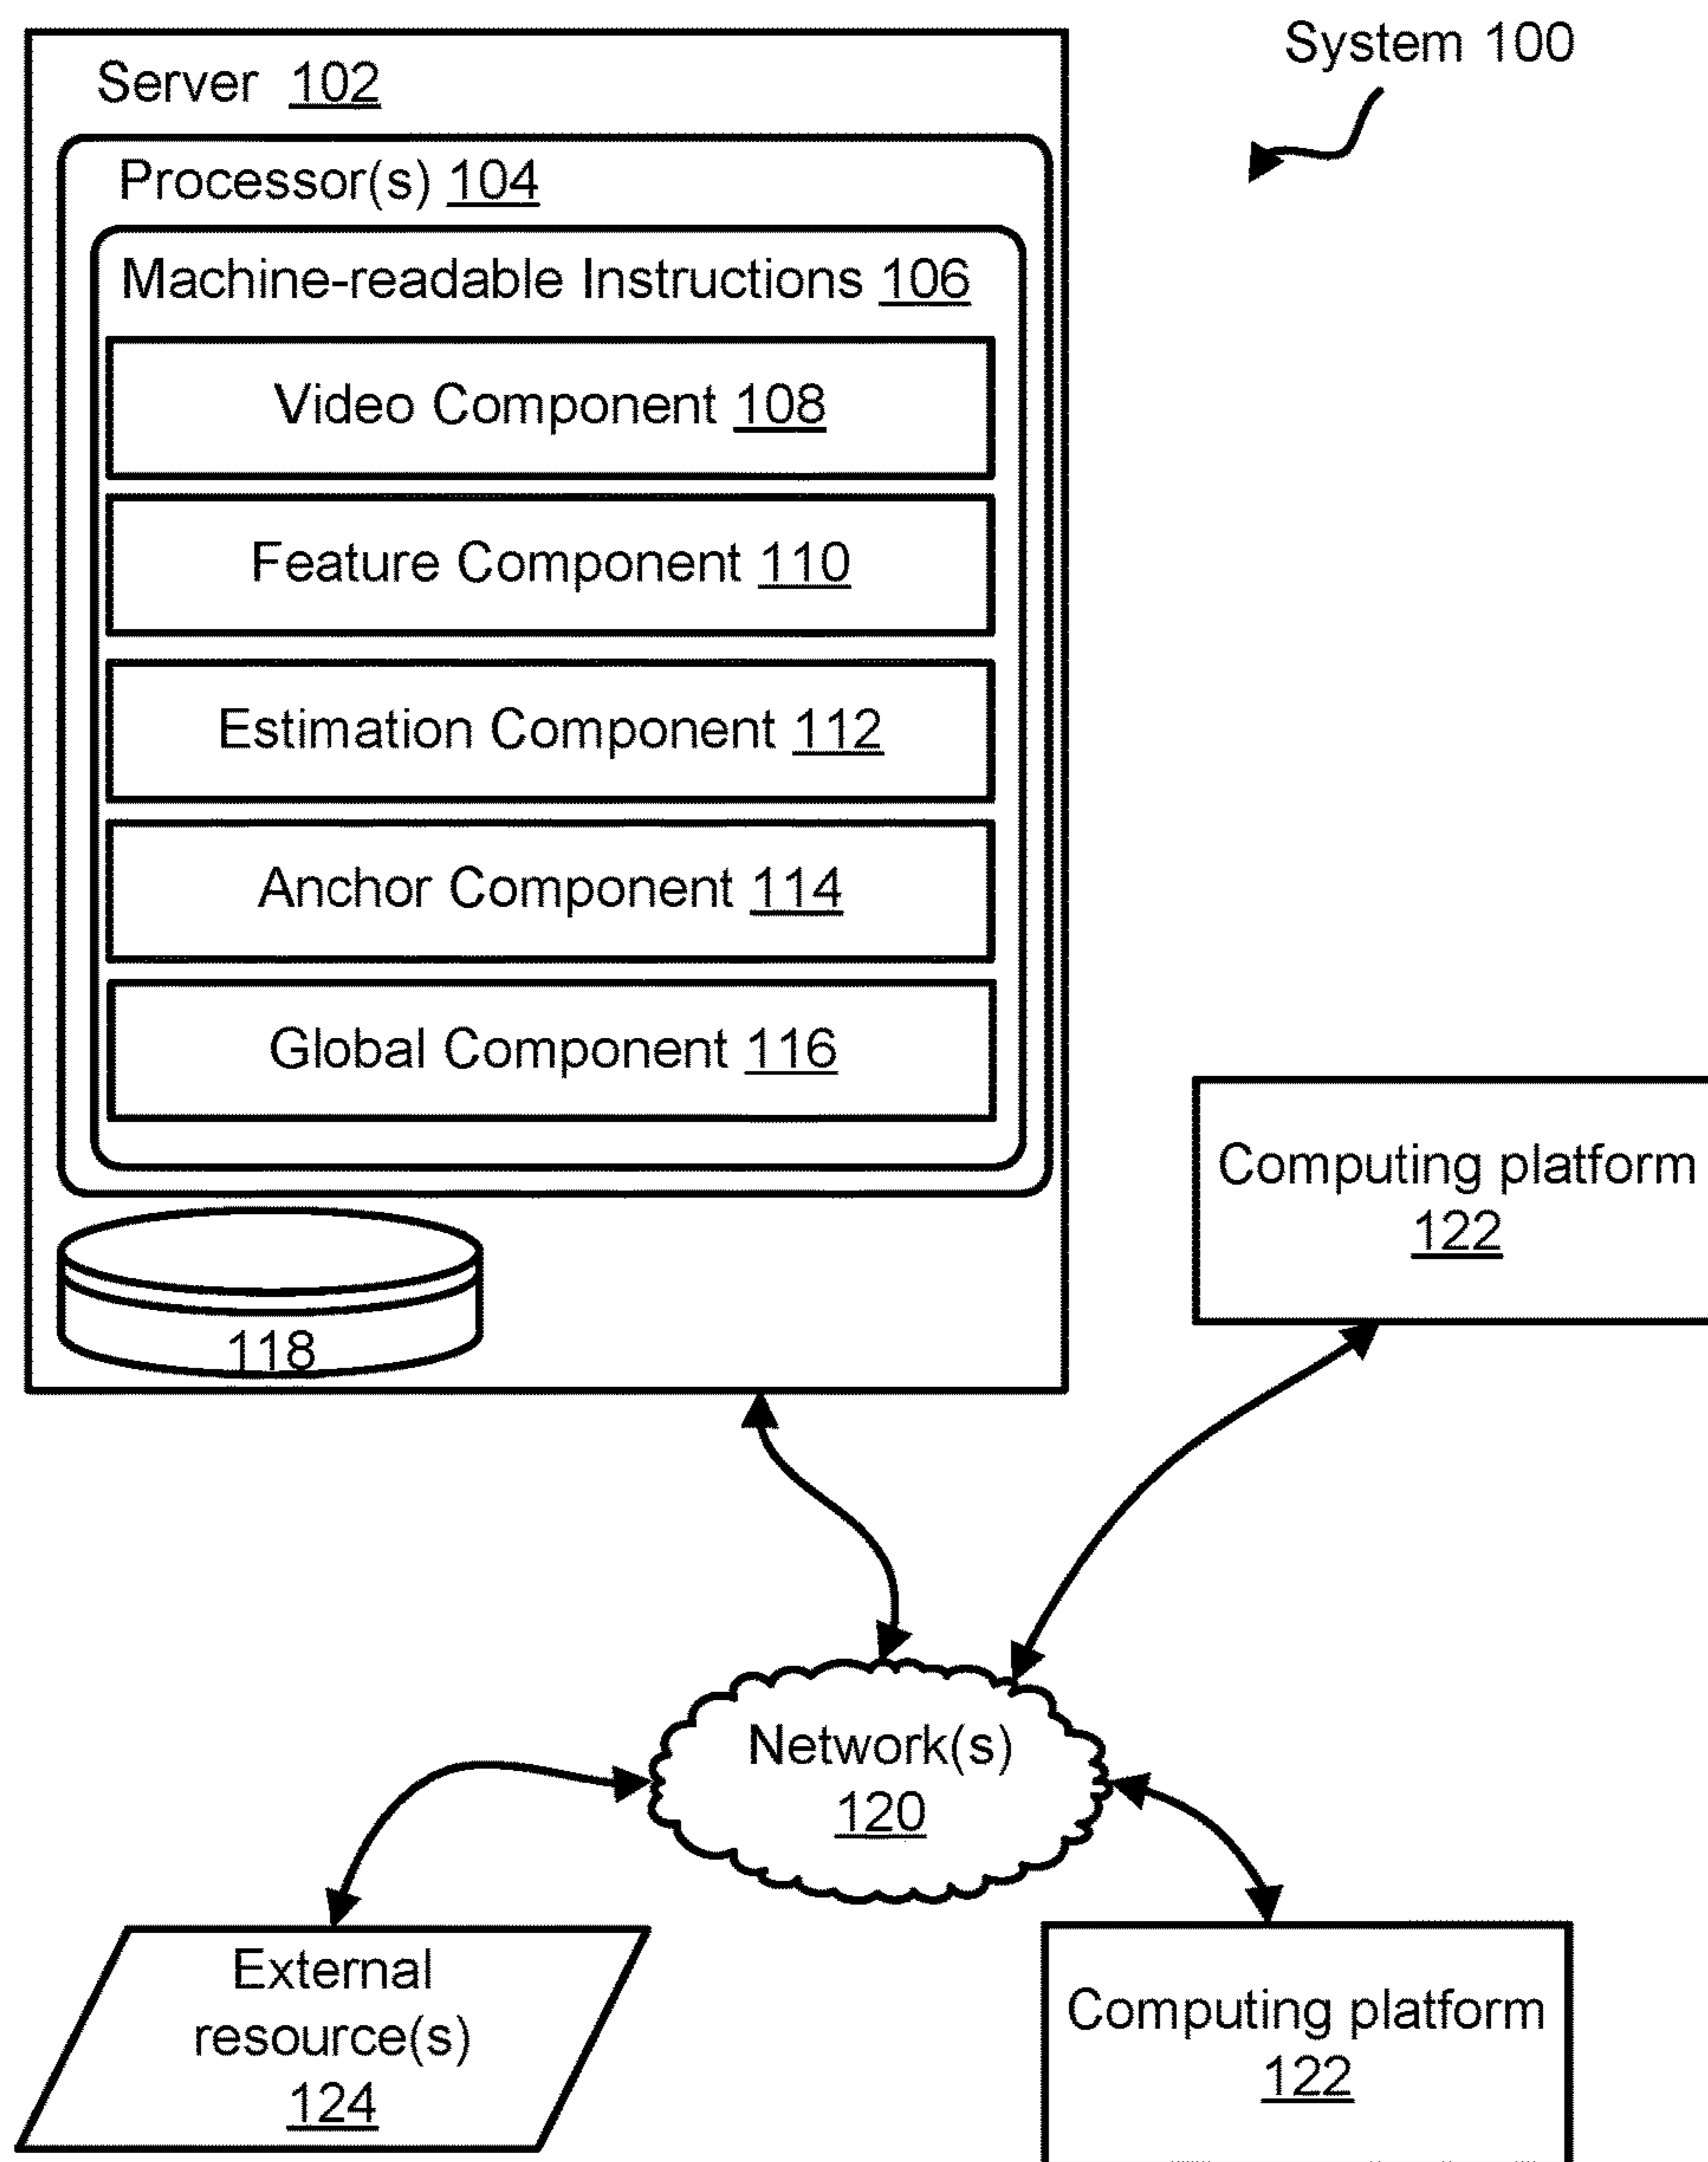 System 100
Server 102
Processor(s) 104
Machine-readable Instructions 106
Video Component 108
Feature Component 110
Estimation Component 112
Anchor Component 114
Global Component 116
118
Computing platform
122
Network(s)
120
External
resource(s)
124
Computing platform
122